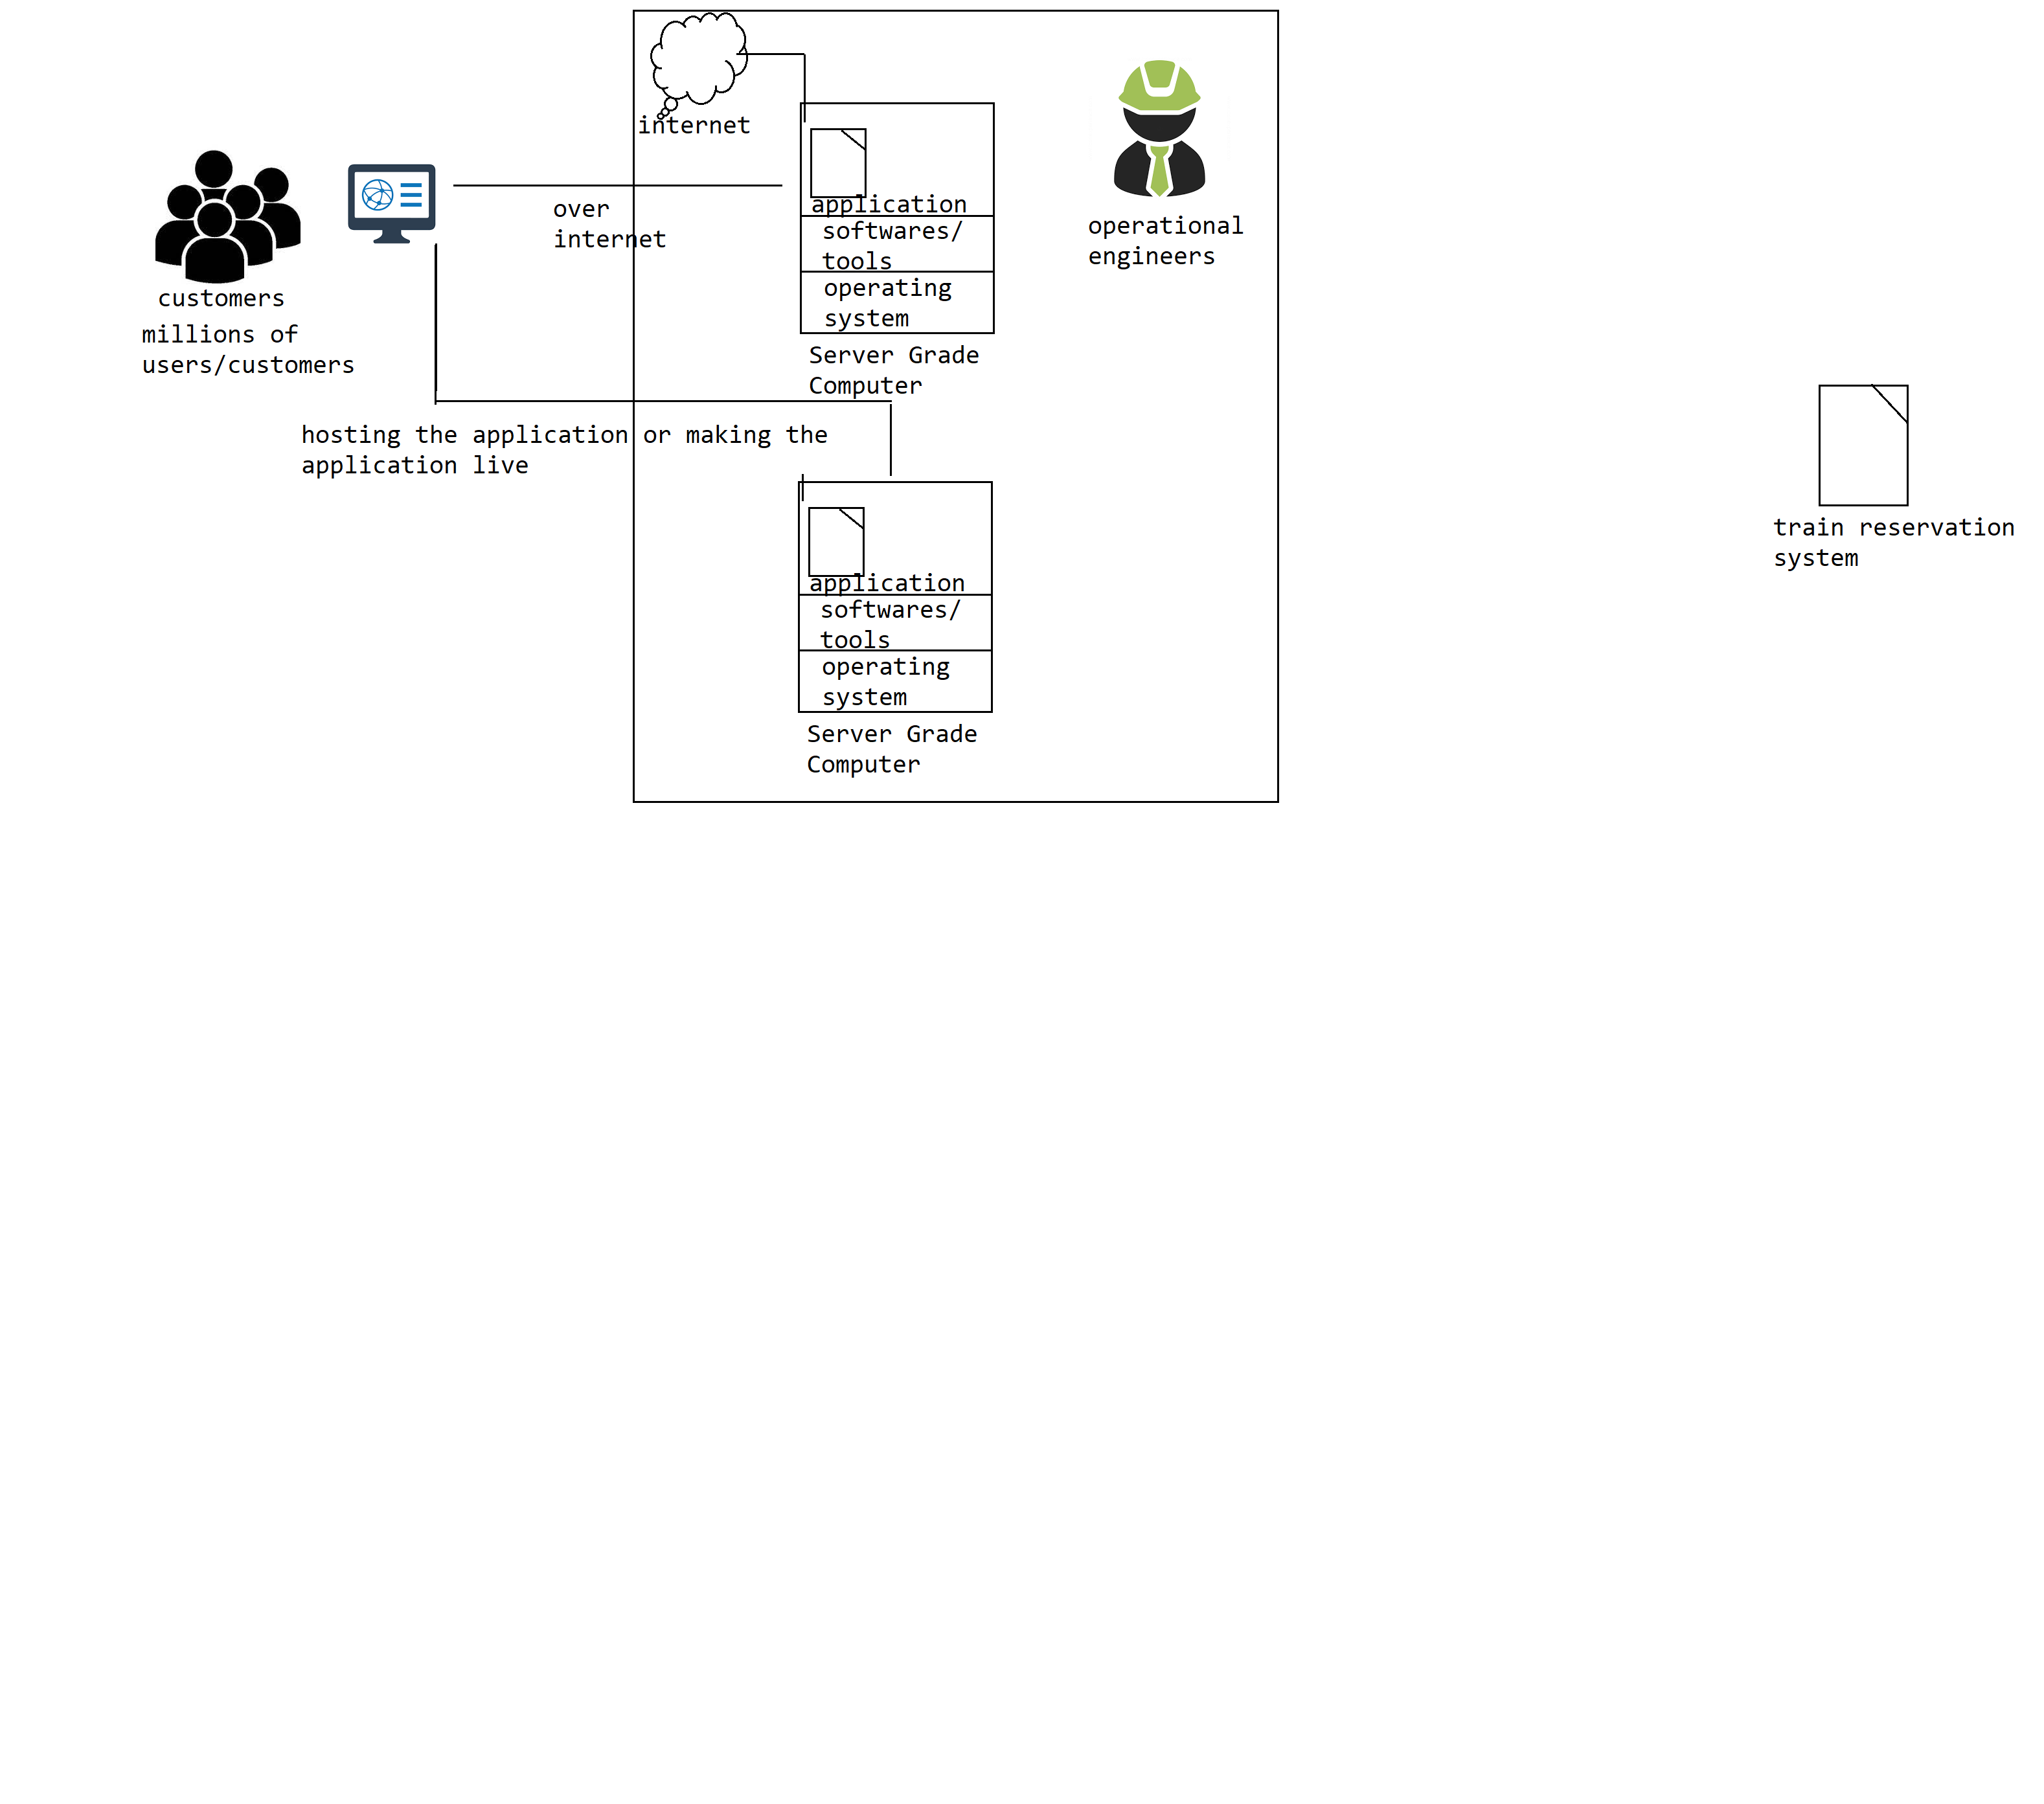 internet
over
internet
customers
millions of
users/customers
application
softwares/
tools
operating
system
Server Grade
Computer
operational
engineers
hosting the application or making the
application live
application
softwares/
tools
operating
system
Server Grade
Computer
train reservation
system